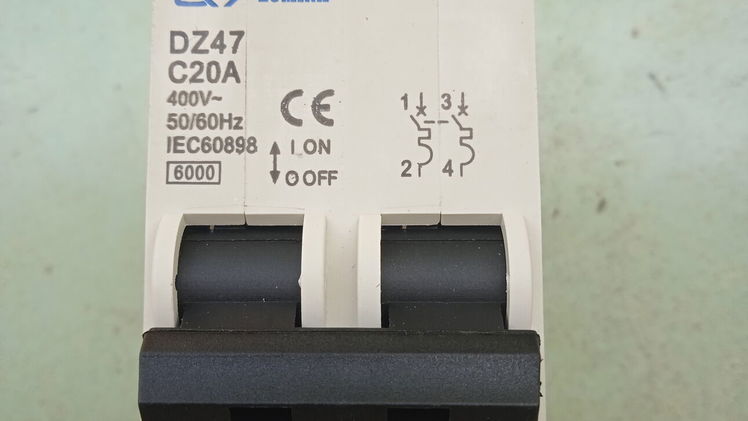 DZ47
C20A
400V~
50/60Hz
IEC60898
6000
CE
I ON
O OFF
1 3
2 4